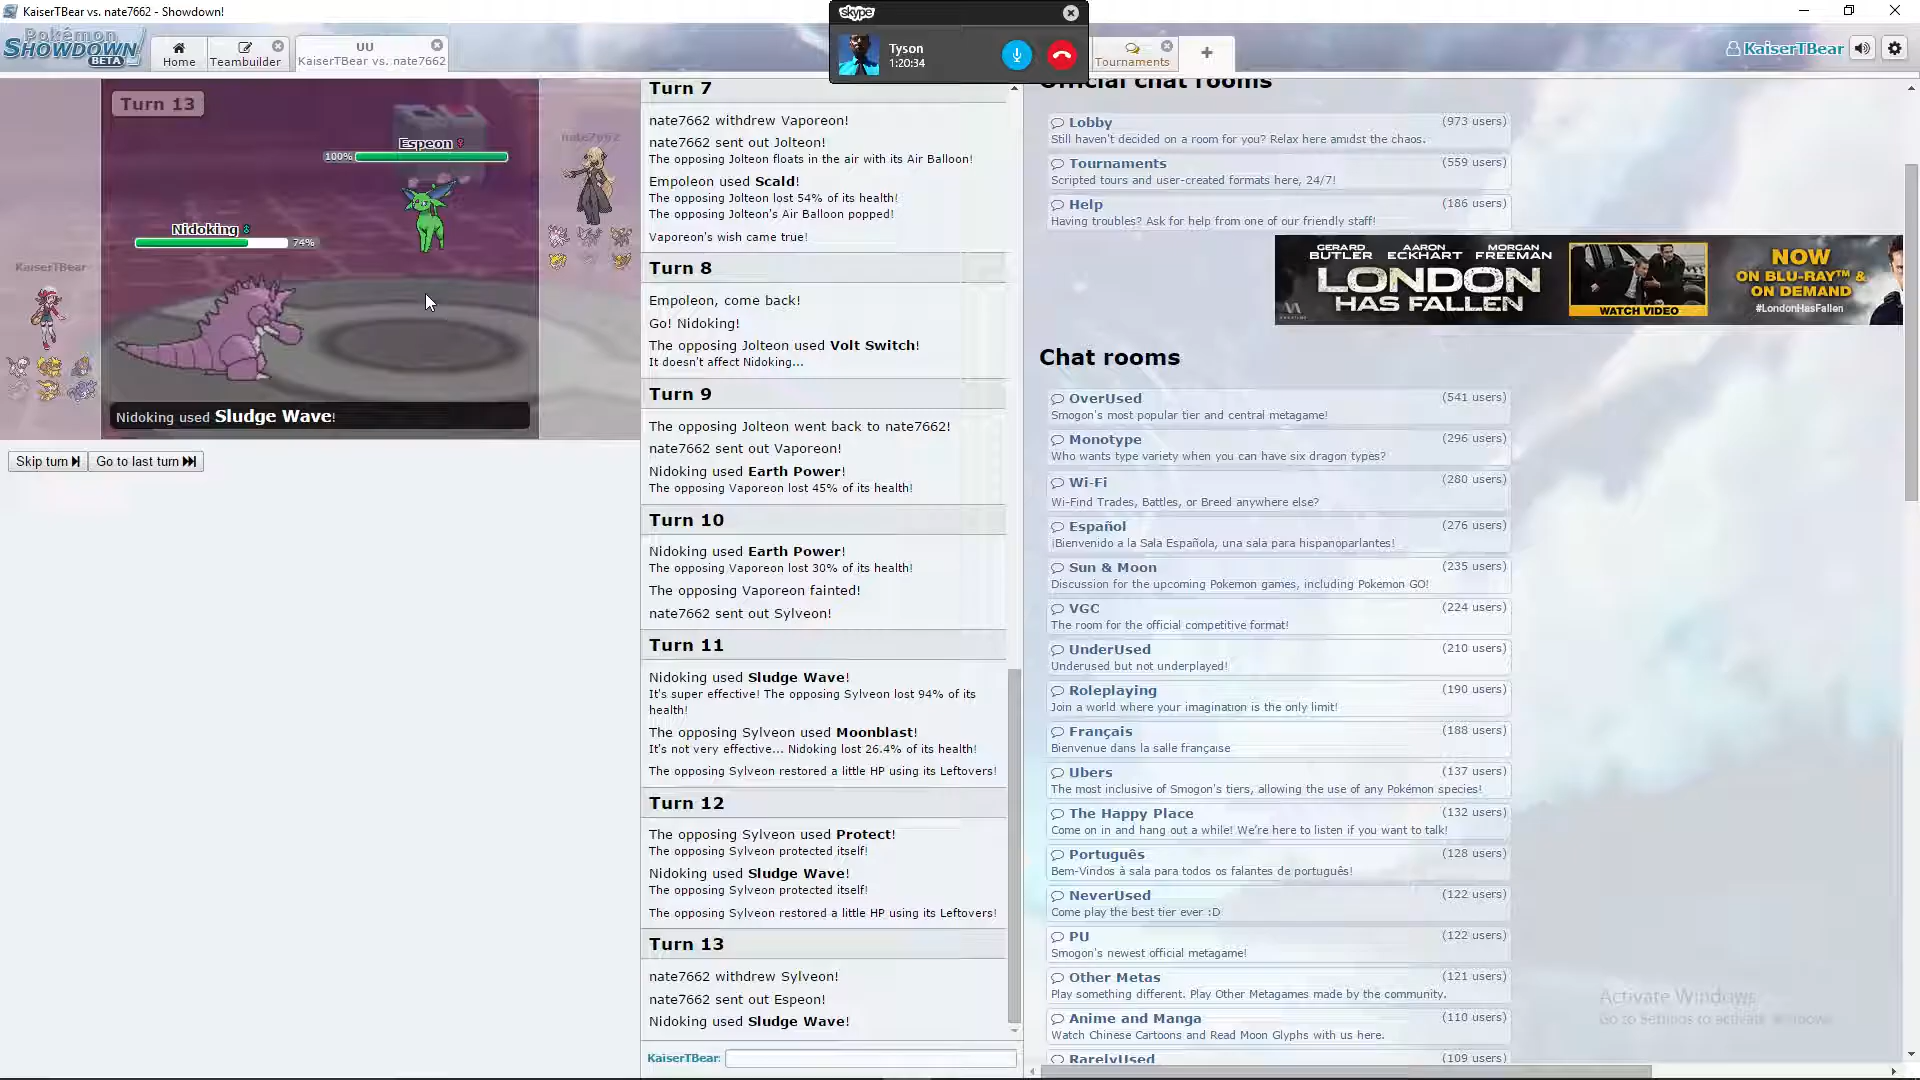 KaiserTBear vs. nate7662 - Showdown!
Pokémon
SHOWDOWN
BETA
Home
Teambuilder
UU
KaiserTBear vs. nate7662
skype
Tyson
1:20:34
Tournaments
KaiserTBear
Turn 13
Espeon
100%
Nidoking
74%
nate7662
KaiserTBear
Nidoking used Sludge Wave!
Skip turn
Go to last turn
Turn 7
nate7662 withdrew Vaporeon!
nate7662 sent out Jolteon!
The opposing Jolteon floats in the air with its Air Balloon!
Empoleon used Scald!
The opposing Jolteon lost 54% of its health!
The opposing Jolteon's Air Balloon popped!
Vaporeon's wish came true!
Turn 8
Empoleon, come back!
Go! Nidoking!
The opposing Jolteon used Volt Switch!
It doesn't affect Nidoking...
Turn 9
The opposing Jolteon went back to nate7662!
nate7662 sent out Vaporeon!
Nidoking used Earth Power!
The opposing Vaporeon lost 45% of its health!
Turn 10
Nidoking used Earth Power!
The opposing Vaporeon lost 30% of its health!
The opposing Vaporeon fainted!
nate7662 sent out Sylveon!
Turn 11
Nidoking used Sludge Wave!
It's super effective! The opposing Sylveon lost 94% of its
health!
The opposing Sylveon used Moonblast!
It's not very effective... Nidoking lost 26.4% of its health!
The opposing Sylveon restored a little HP using its Leftovers!
Turn 12
The opposing Sylveon used Protect!
The opposing Sylveon protected itself!
Nidoking used Sludge Wave!
The opposing Sylveon protected itself!
The opposing Sylveon restored a little HP using its Leftovers!
Turn 13
nate7662 withdrew Sylveon!
nate7662 sent out Espeon!
Nidoking used Sludge Wave!
KaiserTBear:
Official chat rooms
Lobby (973 users)
Still haven't decided on a room for you? Relax here amidst the chaos.
Tournaments (559 users)
Scripted tours and user-created formats here, 24/7!
Help (186 users)
Having troubles? Ask for help from one of our friendly staff!
GERARD BUTLER AARON ECKHART MORGAN FREEMAN
LONDON
HAS FALLEN
WATCH VIDEO
NOW
ON BLU-RAY™ &
ON DEMAND
#LondonHasFallen
Chat rooms
OverUsed (541 users)
Smogon's most popular tier and central metagame!
Monotype (296 users)
Who wants type variety when you can have six dragon types?
Wi-Fi (280 users)
Wi-Find Trades, Battles, or Breed anywhere else?
Español (276 users)
¡Bienvenido a la Sala Española, una sala para hispanoparlantes!
Sun & Moon (235 users)
Discussion for the upcoming Pokemon games, including Pokemon GO!
VGC (224 users)
The room for the official competitive format!
UnderUsed (210 users)
Underused but not underplayed!
Roleplaying (190 users)
Join a world where your imagination is the only limit!
Français (188 users)
Bienvenue dans la salle française
Ubers (137 users)
The most inclusive of Smogon's tiers, allowing the use of any Pokémon species!
The Happy Place (132 users)
Come on in and hang out a while! We're here to listen if you want to talk!
Português (128 users)
Bem-Vindos à sala para todos os falantes de português!
NeverUsed (122 users)
Come play the best tier ever :D
PU (122 users)
Smogon's newest official metagame!
Other Metas (121 users)
Play something different. Play Other Metagames made by the community.
Anime and Manga (110 users)
Watch Chinese Cartoons and Read Moon Glyphs with us here.
RarelyUsed (109 users)
Activate Windows
Go to Settings to activate Windows.